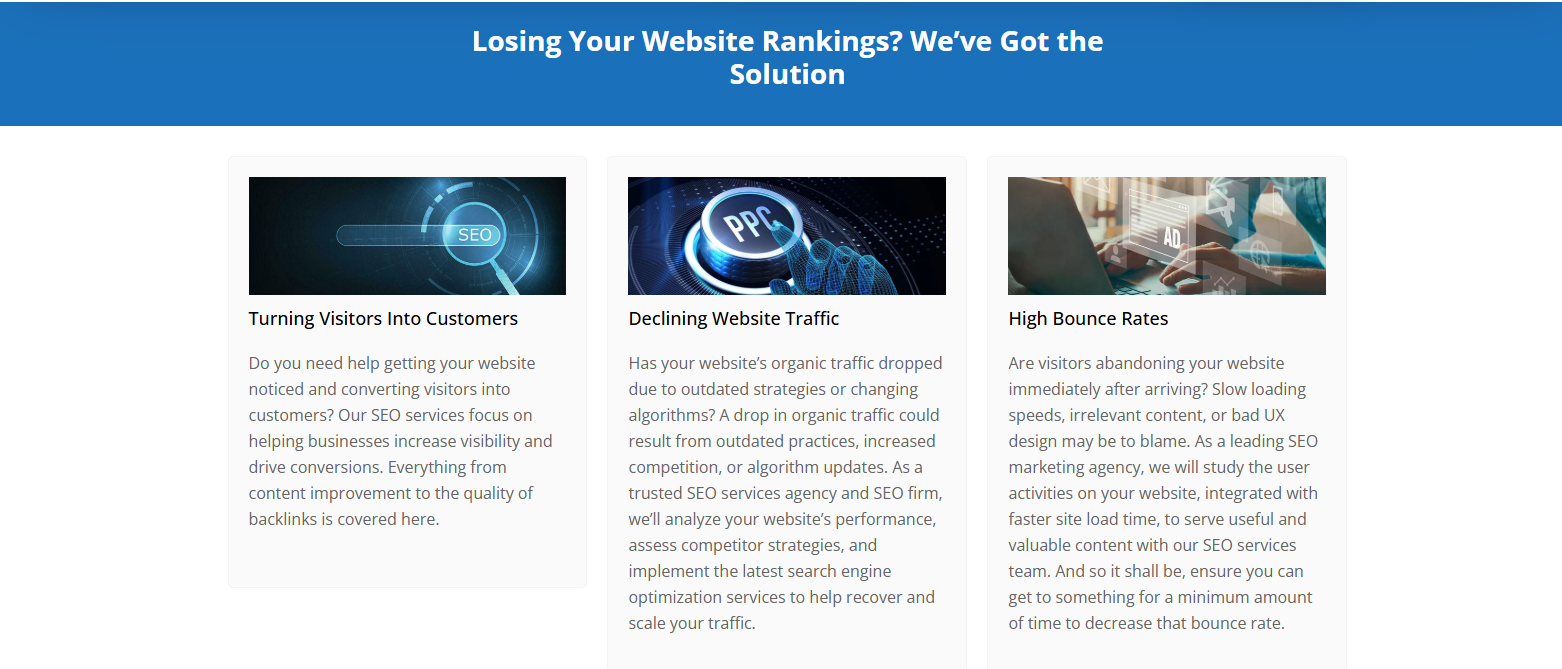 Losing Your Website Rankings? We’ve Got the
Solution
SEO
PPC
AD
Turning Visitors Into Customers
Do you need help getting your website
noticed and converting visitors into
customers? Our SEO services focus on
helping businesses increase visibility and
drive conversions. Everything from
content improvement to the quality of
backlinks is covered here.
Declining Website Traffic
Has your website’s organic traffic dropped
due to outdated strategies or changing
algorithms? A drop in organic traffic could
result from outdated practices, increased
competition, or algorithm updates. As a
trusted SEO services agency and SEO firm,
we’ll analyze your website’s performance,
assess competitor strategies, and
implement the latest search engine
optimization services to help recover and
scale your traffic.
High Bounce Rates
Are visitors abandoning your website
immediately after arriving? Slow loading
speeds, irrelevant content, or bad UX
design may be to blame. As a leading SEO
marketing agency, we will study the user
activities on your website, integrated with
faster site load time, to serve useful and
valuable content with our SEO services
team. And so it shall be, ensure you can
get to something for a minimum amount
of time to decrease that bounce rate.